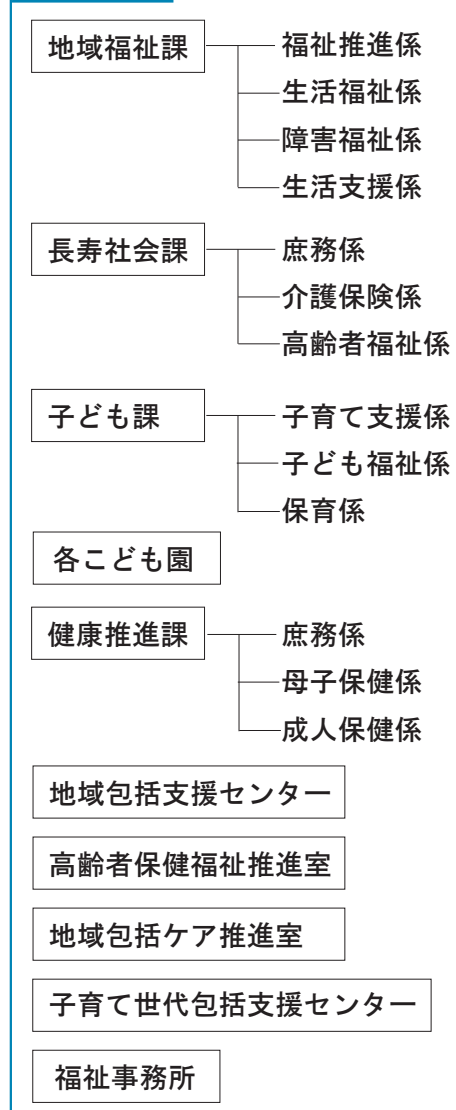 地域福祉課 福祉推進係
生活福祉係
障害福祉係
生活支援係
長寿社会課 庶務係
介護保険係
高齢者福祉係
子ども課 子育て支援係
子ども福祉係
保育係
各こども園
健康推進課 庶務係
母子保健係
成人保健係
地域包括支援センター
高齢者保健福祉推進室
地域包括ケア推進室
子育て世代包括支援センター
福祉事務所